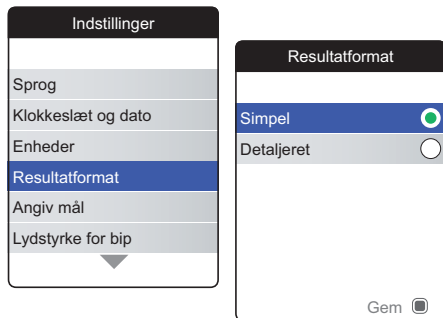 Indstillinger
Sprog
Klokkeslæt og dato
Enheder
Resultatformat
Angiv mål
Lydstyrke for bip
Resultatformat
Simpel
Detaljeret
Gem